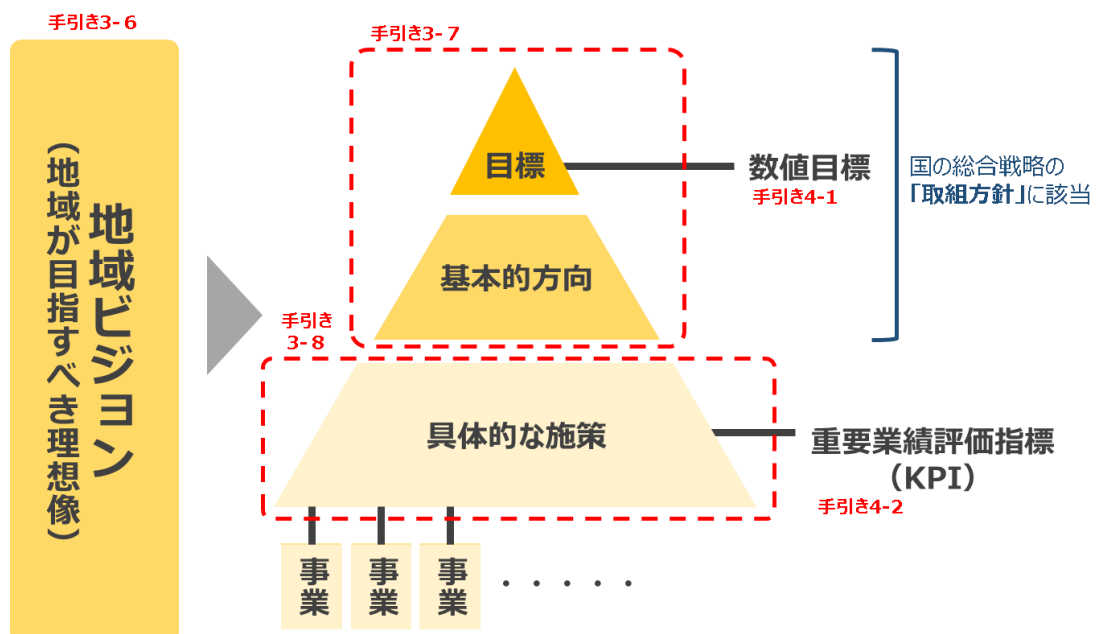 手引き3-6
地域ビジョン
（地域が目指すべき理想像）
手引き3-7
目標
数値目標
手引き4-1
国の総合戦略の
「取組方針」に該当
基本的方向
手引き
3-8
具体的な施策
重要業績評価指標
（KPI）
手引き4-2
事業
事業
事業
・・・・・